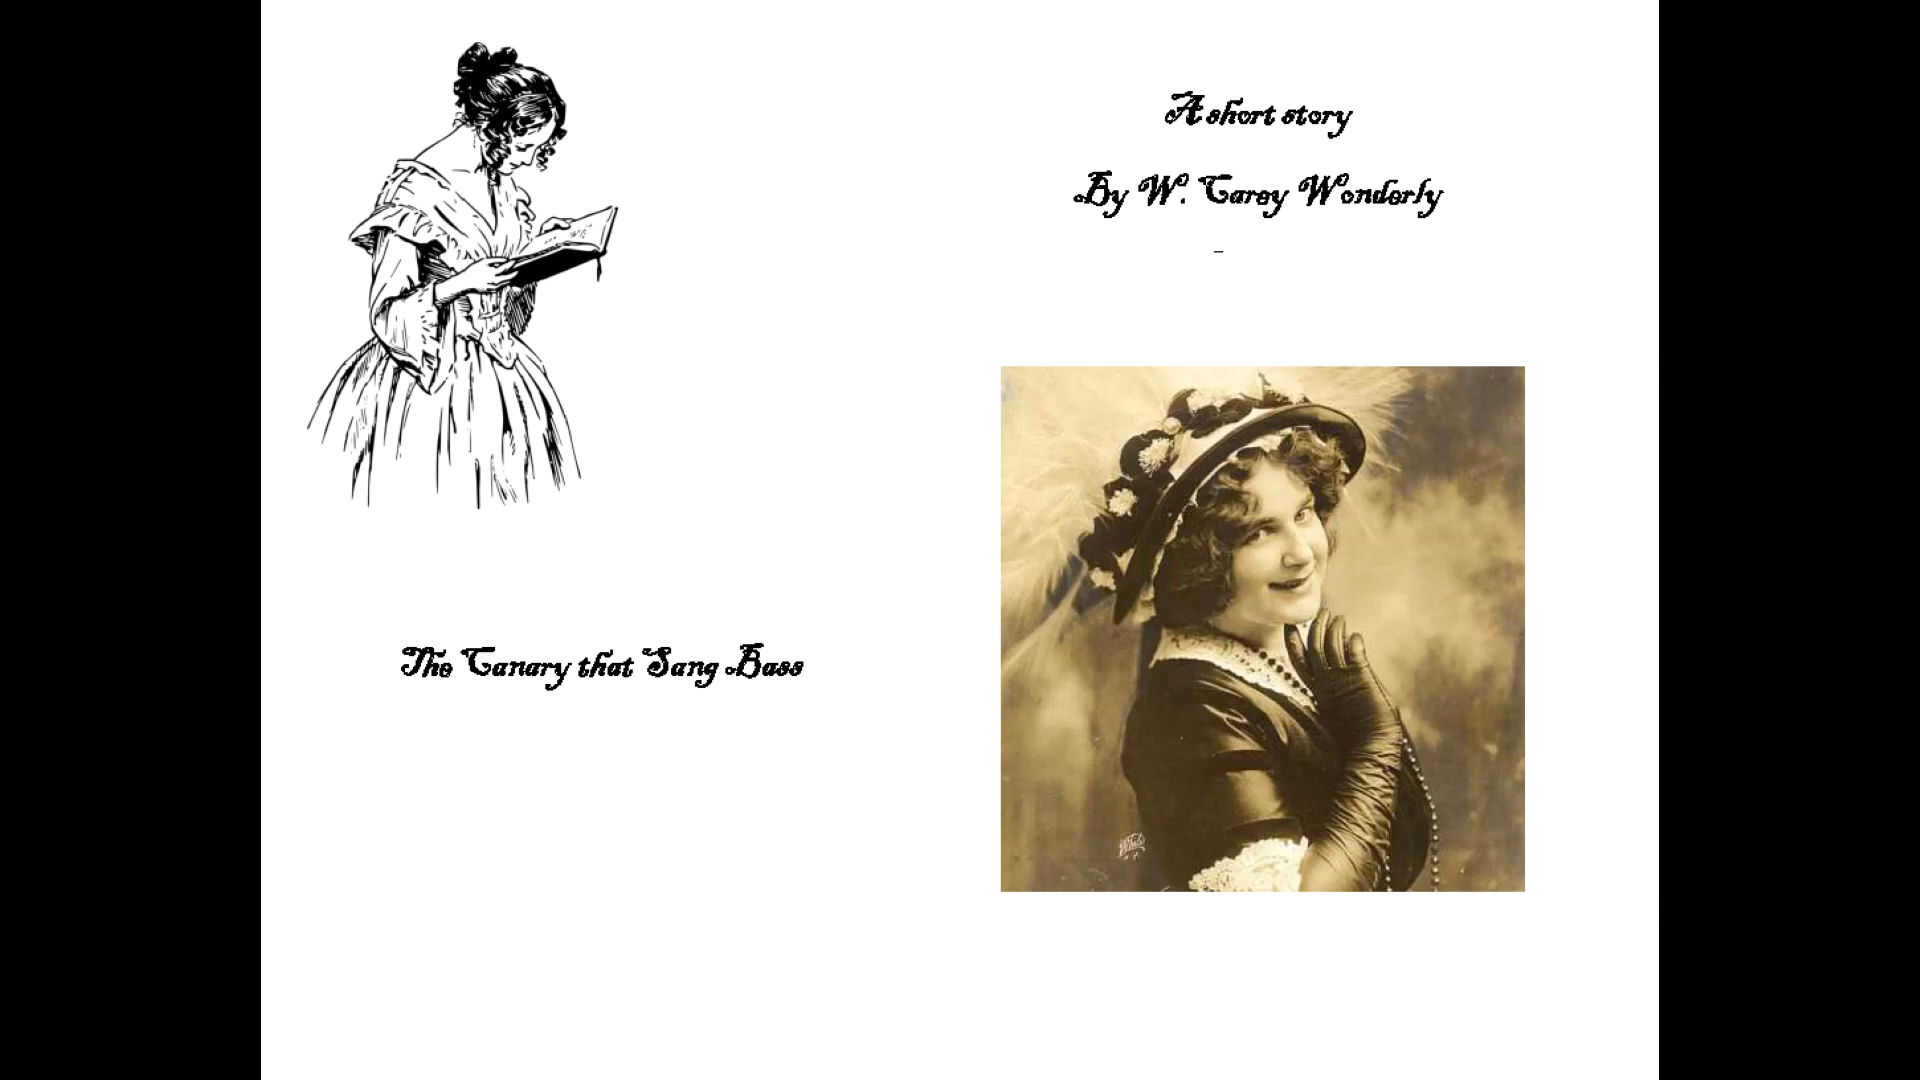 The Canary that Sang Bass
A short story
By W. Carey Wonderly